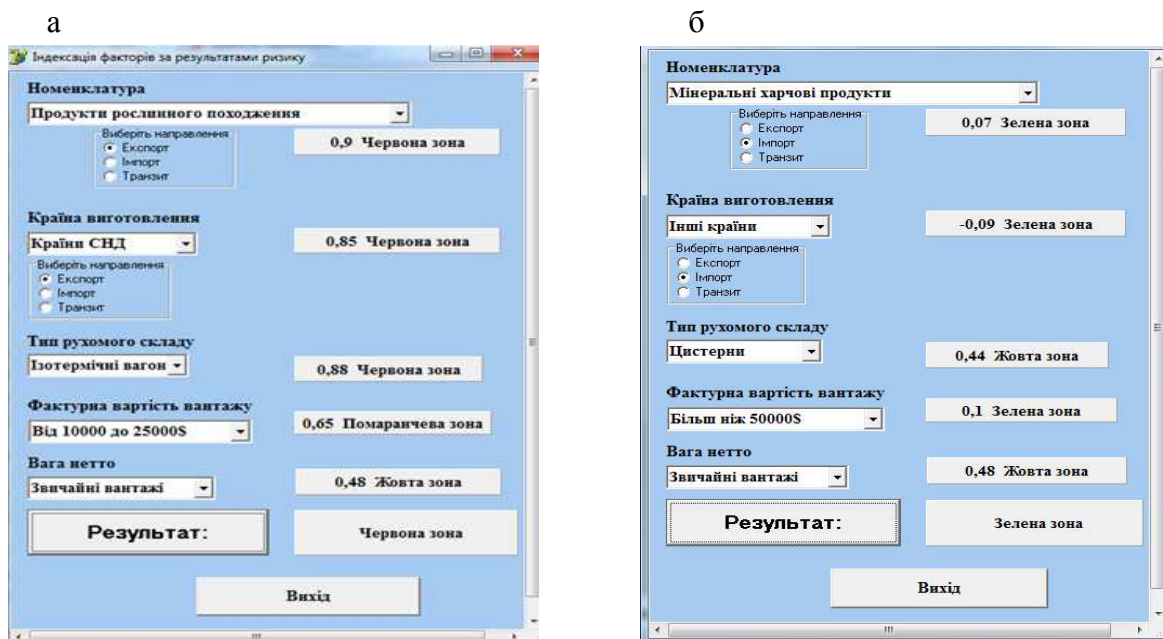 а
Індексація факторів за результатами ризику
Номенклатура
Продукти рослинного походження
Виберіть направлення
Експорт
Імпорт
Транзит
0,9 Червона зона
Країна виготовлення
Країни СНД
0,85 Червона зона
Виберіть направлення
Експорт
Імпорт
Транзит
Тип рухомого складу
Ізотермічні вагон
0,88 Червона зона
Фактурна вартість вантажу
Від 10000 до 25000$
0,65 Помаранчева зона
Вага нетто
Звичайні вантажі
0,48 Жовта зона
Результат:
Червона зона
Вихід
б
Номенклатура
Мінеральні харчові продукти
Виберіть направлення
Експорт
Імпорт
Транзит
0,07 Зелена зона
Країна виготовлення
Інші країни
-0,09 Зелена зона
Виберіть направлення
Експорт
Імпорт
Транзит
Тип рухомого складу
Цистерни
0,44 Жовта зона
Фактурна вартість вантажу
Більш ніж 50000$
0,1 Зелена зона
Вага нетто
Звичайні вантажі
0,48 Жовта зона
Результат:
Зелена зона
Вихід